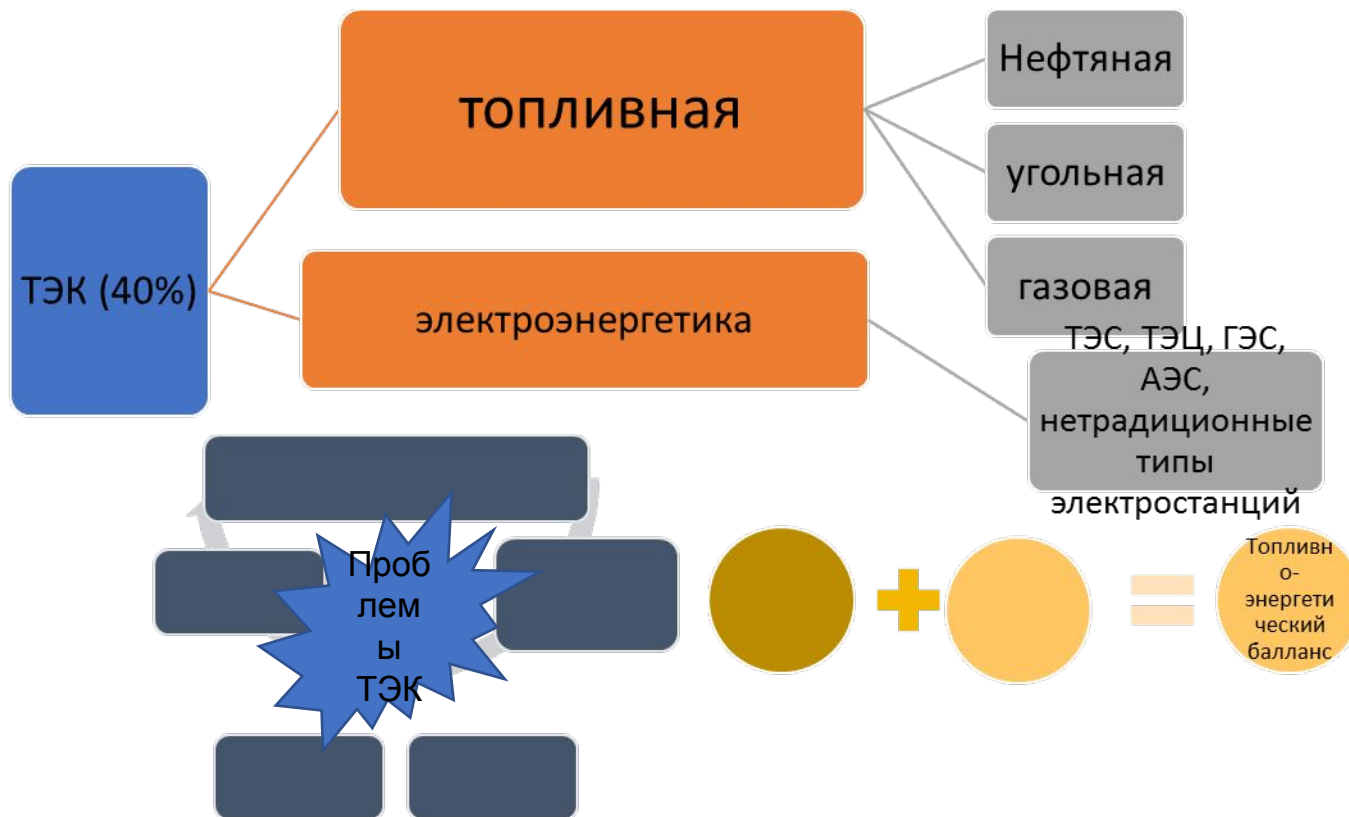 топливная
Нефтяная
угольная
газовая
ТЭК (40%)
электроэнергетика
ТЭС, ТЭЦ, ГЭС,
АЭС,
нетрадиционные
типы
электростанций
Проб
лем
ы
ТЭК
Топливн
о-
энергети
ческий
балланс